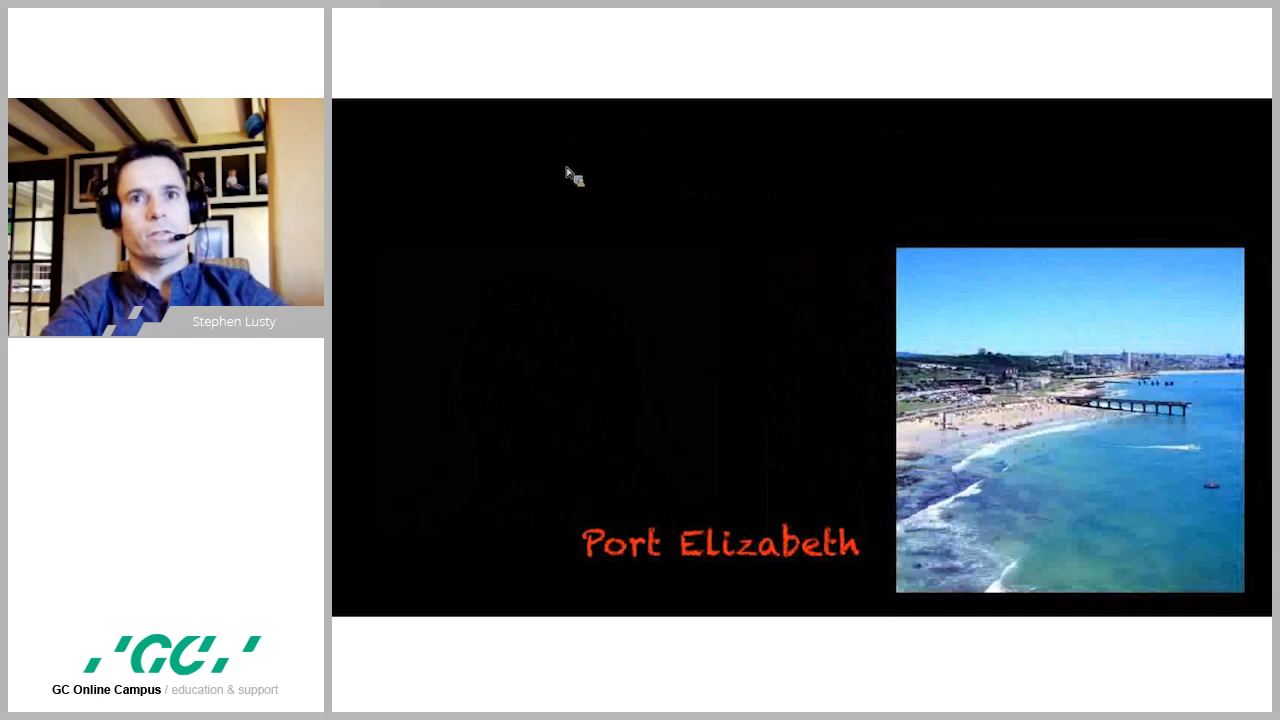 Stephen Lusty
Port Elizabeth
GC
GC Online Campus / education & support